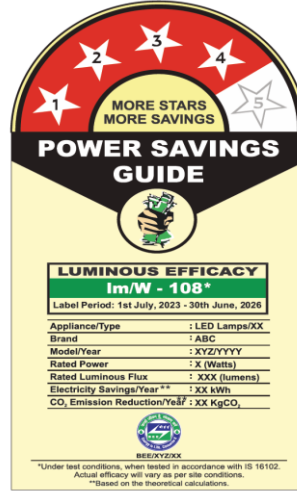 1 2 3 4 5
MORE STARS
MORE SAVINGS
POWER SAVINGS
GUIDE
LUMINOUS EFFICACY
lm/W - 108*
Label Period: 1st July, 2023 - 30th June, 2026
Appliance/Type : LED Lamps/XX
Brand : ABC
Model/Year : XYZ/YYYY
Rated Power : X (Watts)
Rated Luminous Flux : XXX (lumens)
Electricity Savings/Year** : XX kWh
CO₂ Emission Reduction/Year** : XX KgCO₂
BEE/XYZ/XX
*Under test conditions, when tested in accordance with IS 16102.
Actual efficacy will vary as per site conditions.
**Based on the theoretical calculations.